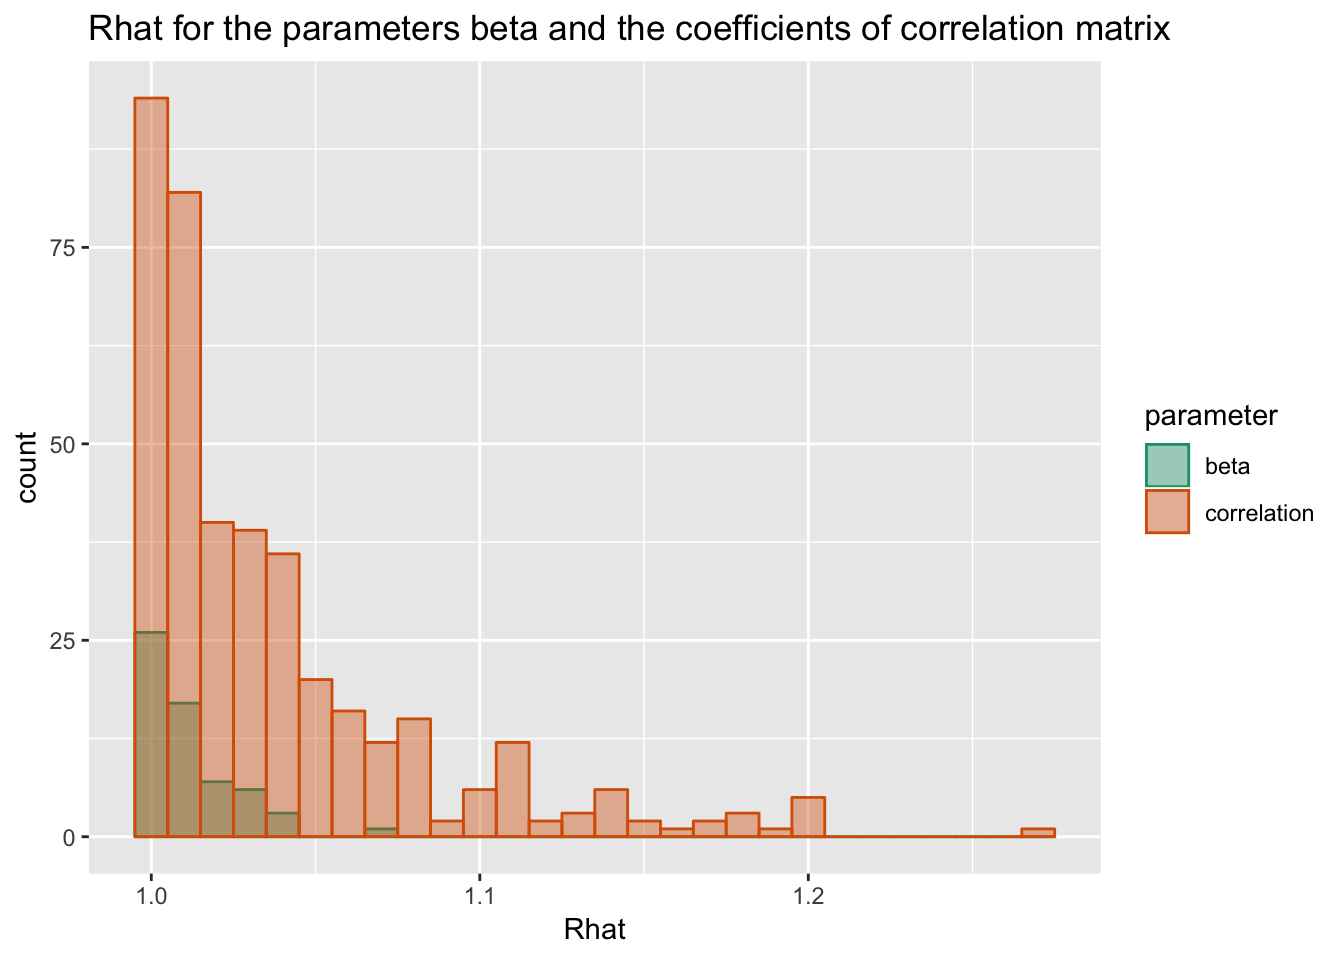 Rhat for the parameters beta and the coefficients of correlation matrix
count
75
50
25
0
1.0
1.1
1.2
Rhat
parameter
beta
correlation